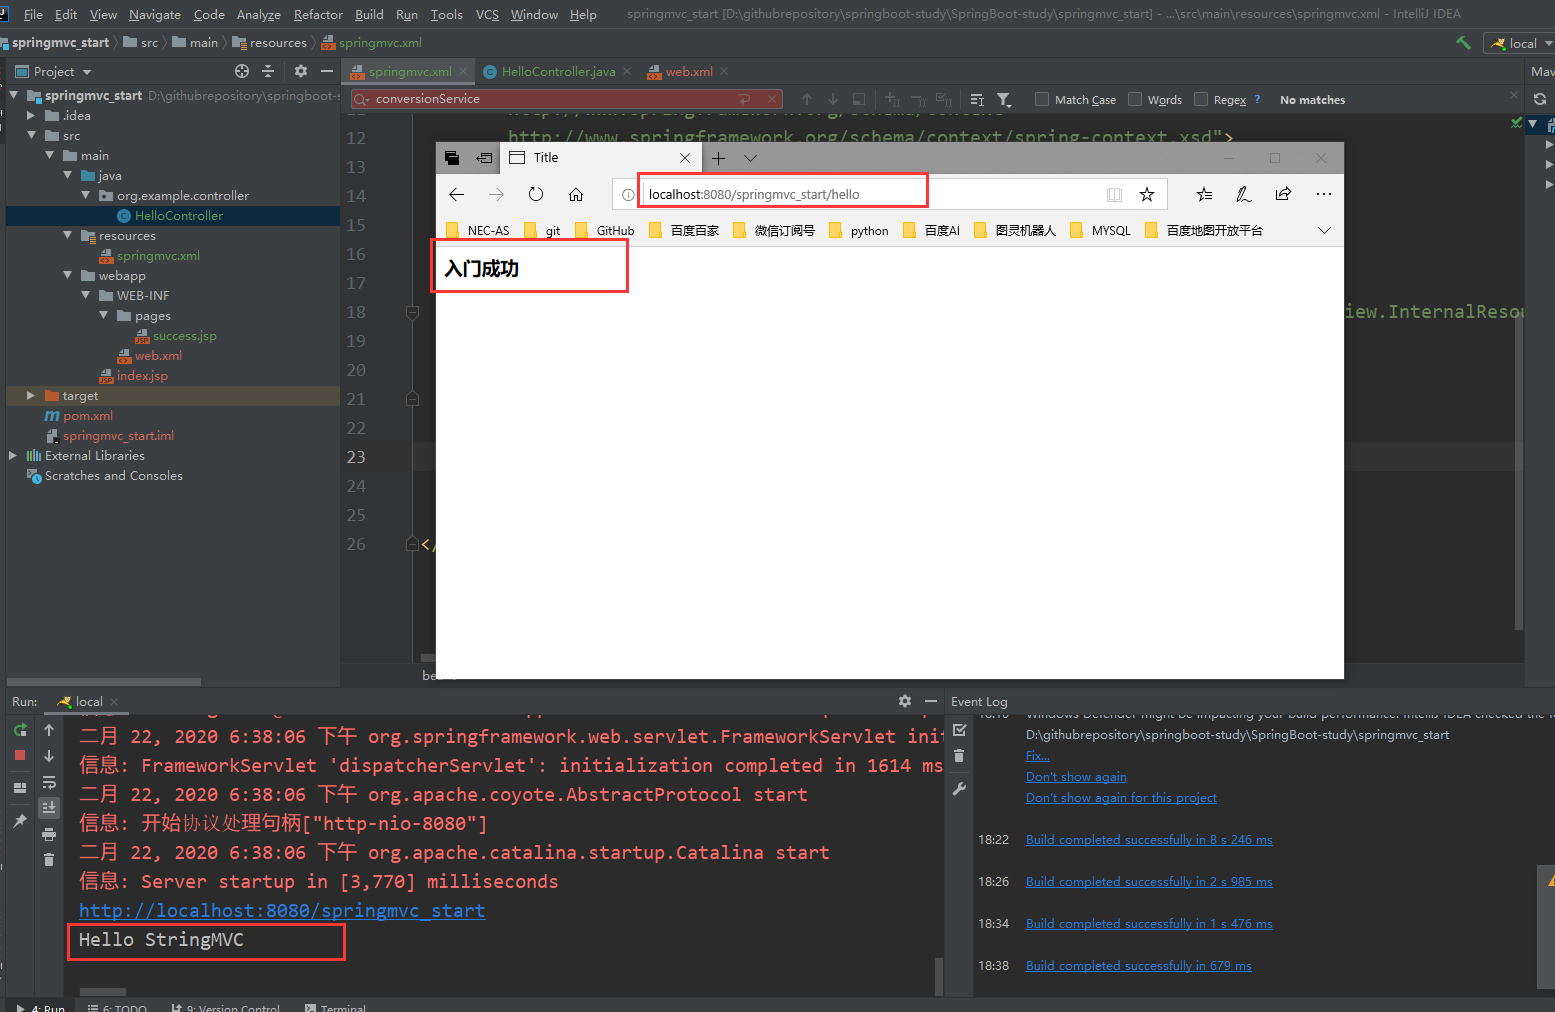 File Edit View Navigate Code Analyze Refactor Build Run Tools VCS Window Help springmvc_start [D:\githubrepository\springboot-study\SpringBoot-study\springmvc_start] - ...\src\main\resources\springmvc.xml - IntelliJ IDEA
springmvc_start src main resources springmvc.xml local
Project
springmvc.xml HelloController.java web.xml
conversionService Match Case Words Regex ? No matches
springmvc_start D:\githubrepository\springboot-s
.idea
src
main
java
org.example.controller
HelloController
resources
springmvc.xml
webapp
WEB-INF
pages
success.jsp
web.xml
index.jsp
target
pom.xml
springmvc_start.iml
External Libraries
Scratches and Consoles
12 http://www.springframework.org/schema/context/spring-context.xsd">
13
14
15
16
17
18 iew.InternalResou
19
20
21
22
23
24
25
26 </
Title
localhost:8080/springmvc_start/hello
NEC-AS git GitHub 百度百家 微信订阅号 python 百度AI 图灵机器人 MYSQL 百度地图开放平台
入门成功
Run: local
二月 22, 2020 6:38:06 下午 org.springframework.web.servlet.FrameworkServlet init
信息: FrameworkServlet 'dispatcherServlet': initialization completed in 1614 ms
二月 22, 2020 6:38:06 下午 org.apache.coyote.AbstractProtocol start
信息: 开始协议处理句柄["http-nio-8080"]
二月 22, 2020 6:38:06 下午 org.apache.catalina.startup.Catalina start
信息: Server startup in [3,770] milliseconds
http://localhost:8080/springmvc_start
Hello StringMVC
Event Log
Windows Defender might be impacting your build performance. IntelliJ IDEA checked the
D:\githubrepository\springboot-study\SpringBoot-study\springmvc_start
Fix...
Don't show again
Don't show again for this project
18:22 Build completed successfully in 8 s 246 ms
18:26 Build completed successfully in 2 s 985 ms
18:34 Build completed successfully in 1 s 476 ms
18:38 Build completed successfully in 679 ms
4: Run 6: TODO 9: Version Control Terminal